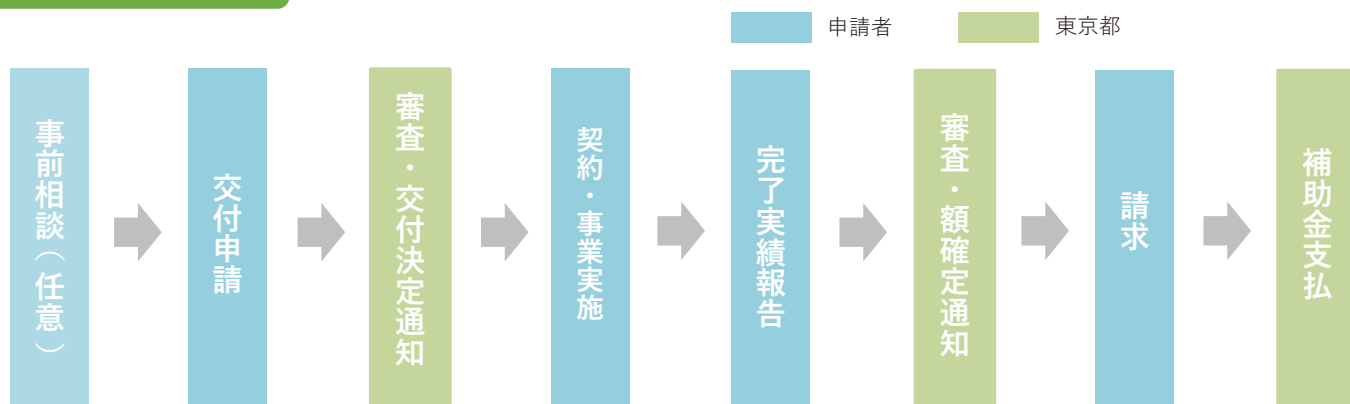 申請者
東京都
事前相談（任意）
交付申請
審査・交付決定通知
契約・事業実施
完了実績報告
審査・額確定通知
請求
補助金支払